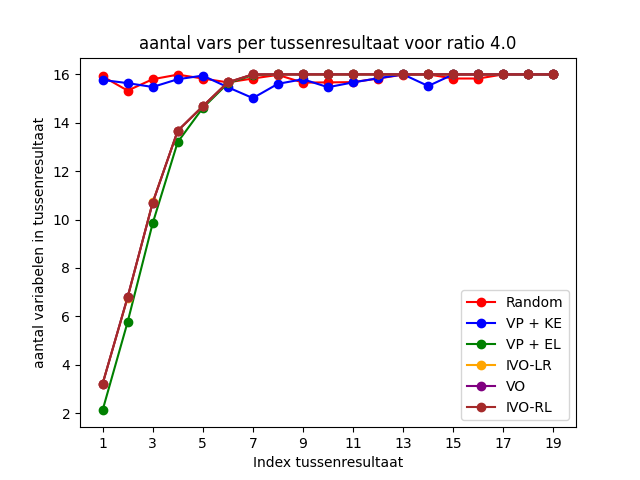 aantal vars per tussenresultaat voor ratio 4.0
aantal variabelen in tussenresultaat
16
14
12
10
8
6
4
2
1 3 5 7 9 11 13 15 17 19
Index tussenresultaat
Random
VP + KE
VP + EL
IVO-LR
VO
IVO-RL